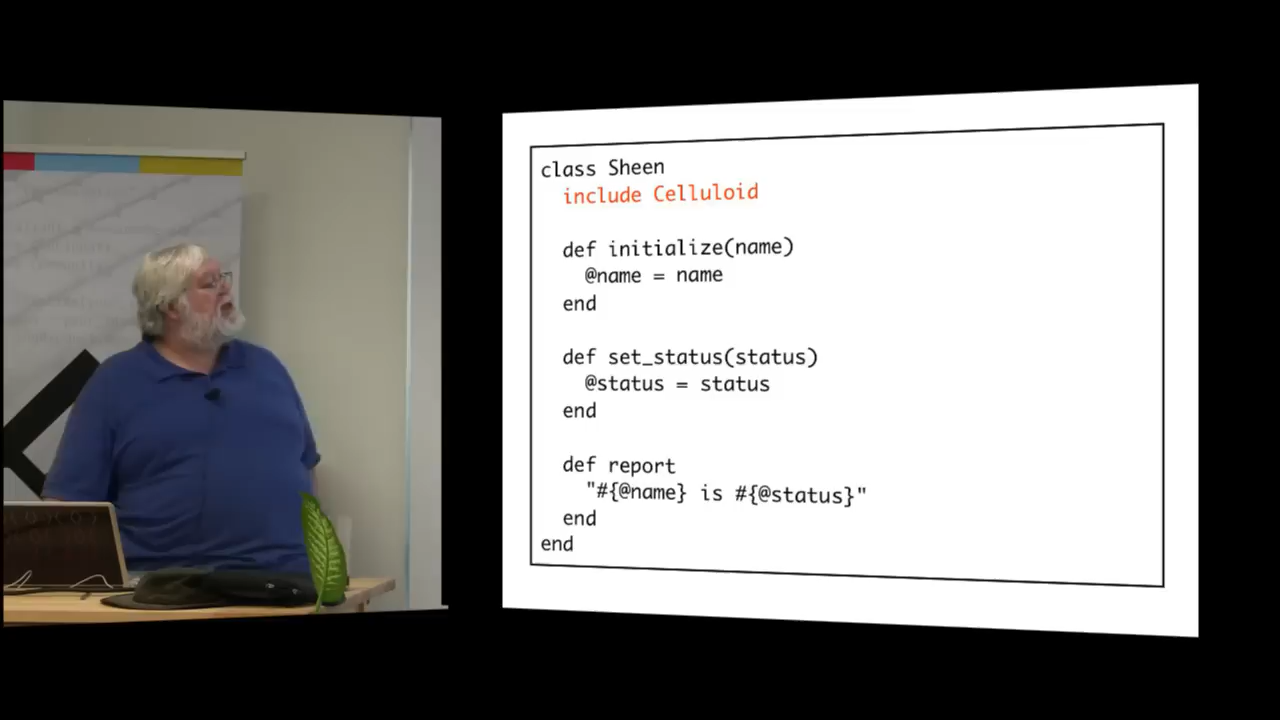 class Sheen
  include Celluloid

  def initialize(name)
    @name = name
  end

  def set_status(status)
    @status = status
  end

  def report
    "#{@name} is #{@status}"
  end
end